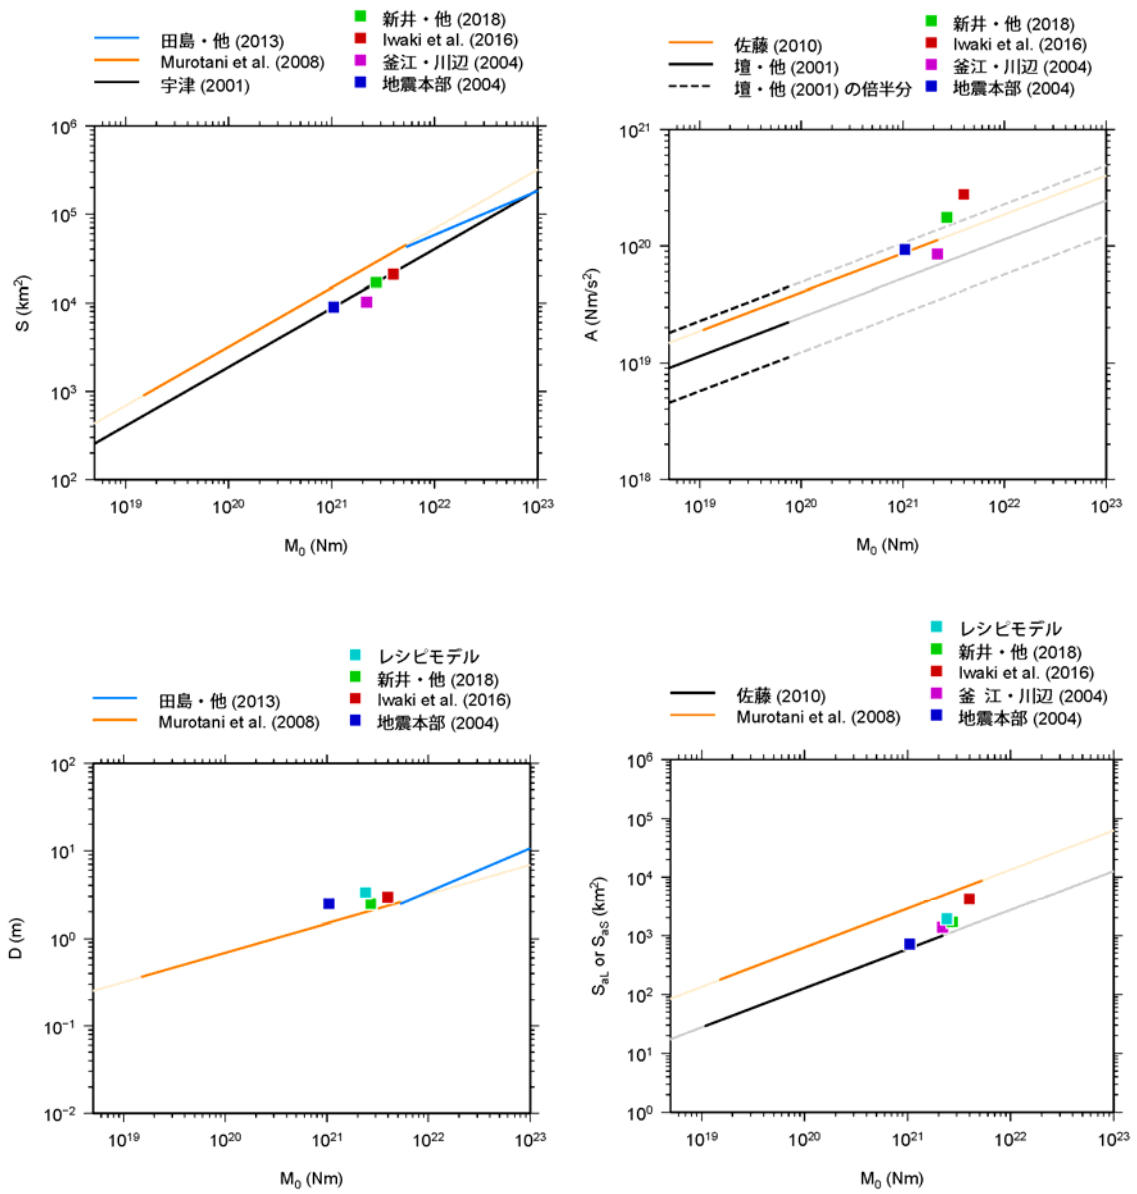 田島・他 (2013)
Murotani et al. (2008)
宇津 (2001)
新井・他 (2018)
Iwaki et al. (2016)
釜江・川辺 (2004)
地震本部 (2004)
10^6
10^5
10^4
10^3
10^2
S (km^2)
10^19
10^20
10^21
10^22
10^23
M_0 (Nm)
佐藤 (2010)
壇・他 (2001)
壇・他 (2001) の倍半分
新井・他 (2018)
Iwaki et al. (2016)
釜江・川辺 (2004)
地震本部 (2004)
10^21
10^20
10^19
10^18
A (Nm/s^2)
10^19
10^20
10^21
10^22
10^23
M_0 (Nm)
田島・他 (2013)
Murotani et al. (2008)
レシピモデル
新井・他 (2018)
Iwaki et al. (2016)
地震本部 (2004)
10^2
10^1
10^0
10^−1
10^−2
D (m)
10^19
10^20
10^21
10^22
10^23
M_0 (Nm)
佐藤 (2010)
Murotani et al. (2008)
レシピモデル
新井・他 (2018)
Iwaki et al. (2016)
釜 江・川辺 (2004)
地震本部 (2004)
10^6
10^5
10^4
10^3
10^2
10^1
10^0
S_aL or S_aS (km^2)
10^19
10^20
10^21
10^22
10^23
M_0 (Nm)